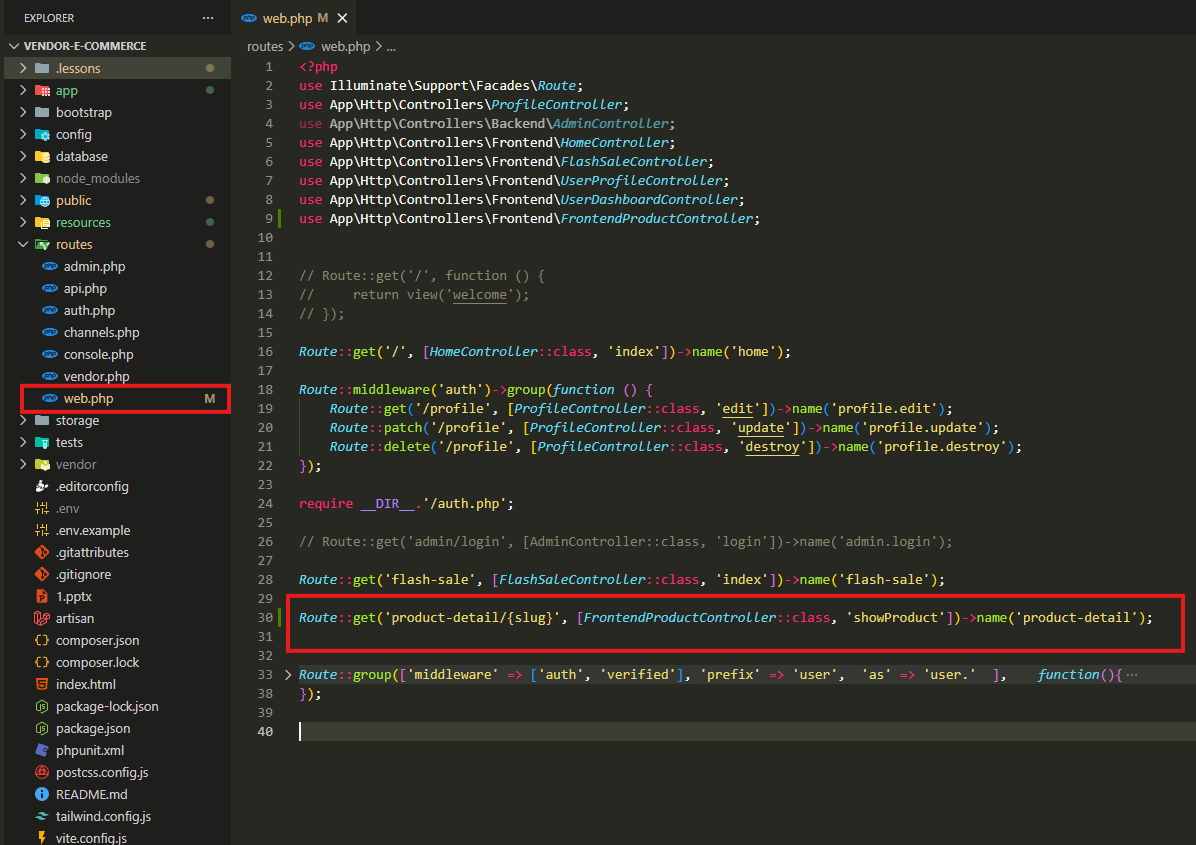 EXPLORER
...
VENDOR-E-COMMERCE
.lessons
app
bootstrap
config
database
node_modules
public
resources
routes
admin.php
api.php
auth.php
channels.php
console.php
vendor.php
web.php M
storage
tests
vendor
.editorconfig
.env
.env.example
.gitattributes
.gitignore
1.pptx
artisan
composer.json
composer.lock
index.html
package-lock.json
package.json
phpunit.xml
postcss.config.js
README.md
tailwind.config.js
vite.config.js
web.php M
routes > web.php > ...
1 <?php
2 use Illuminate\Support\Facades\Route;
3 use App\Http\Controllers\ProfileController;
4 use App\Http\Controllers\Backend\AdminController;
5 use App\Http\Controllers\Frontend\HomeController;
6 use App\Http\Controllers\Frontend\FlashSaleController;
7 use App\Http\Controllers\Frontend\UserProfileController;
8 use App\Http\Controllers\Frontend\UserDashboardController;
9 use App\Http\Controllers\Frontend\FrontendProductController;
10
11
12 // Route::get('/', function () {
13 //     return view('welcome');
14 // });
15
16 Route::get('/', [HomeController::class, 'index'])->name('home');
17
18 Route::middleware('auth')->group(function () {
19     Route::get('/profile', [ProfileController::class, 'edit'])->name('profile.edit');
20     Route::patch('/profile', [ProfileController::class, 'update'])->name('profile.update');
21     Route::delete('/profile', [ProfileController::class, 'destroy'])->name('profile.destroy');
22 });
23
24 require __DIR__.'/auth.php';
25
26 // Route::get('admin/login', [AdminController::class, 'login'])->name('admin.login');
27
28 Route::get('flash-sale', [FlashSaleController::class, 'index'])->name('flash-sale');
29
30 Route::get('product-detail/{slug}', [FrontendProductController::class, 'showProduct'])->name('product-detail');
31
32
33 Route::group(['middleware' => ['auth', 'verified'], 'prefix' => 'user',  'as' => 'user.'  ],    function(){ ...
38 });
39
40